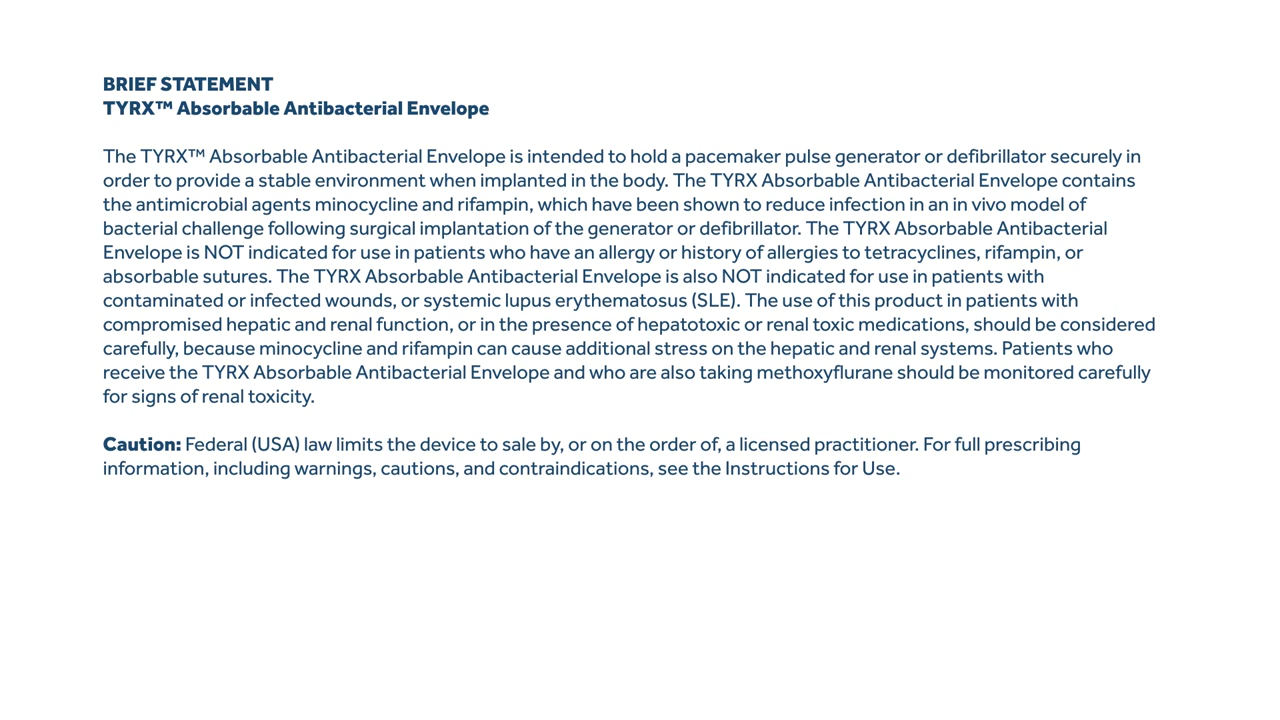 BRIEF STATEMENT
TYRX™ Absorbable Antibacterial Envelope
The TYRX™ Absorbable Antibacterial Envelope is intended to hold a pacemaker pulse generator or defibrillator securely in
order to provide a stable environment when implanted in the body. The TYRX Absorbable Antibacterial Envelope contains
the antimicrobial agents minocycline and rifampin, which have been shown to reduce infection in an in vivo model of
bacterial challenge following surgical implantation of the generator or defibrillator. The TYRX Absorbable Antibacterial
Envelope is NOT indicated for use in patients who have an allergy or history of allergies to tetracyclines, rifampin, or
absorbable sutures. The TYRX Absorbable Antibacterial Envelope is also NOT indicated for use in patients with
contaminated or infected wounds, or systemic lupus erythematosus (SLE). The use of this product in patients with
compromised hepatic and renal function, or in the presence of hepatotoxic or renal toxic medications, should be considered
carefully, because minocycline and rifampin can cause additional stress on the hepatic and renal systems. Patients who
receive the TYRX Absorbable Antibacterial Envelope and who are also taking methoxyflurane should be monitored carefully
for signs of renal toxicity.
Caution: Federal (USA) law limits the device to sale by, or on the order of, a licensed practitioner. For full prescribing
information, including warnings, cautions, and contraindications, see the Instructions for Use.